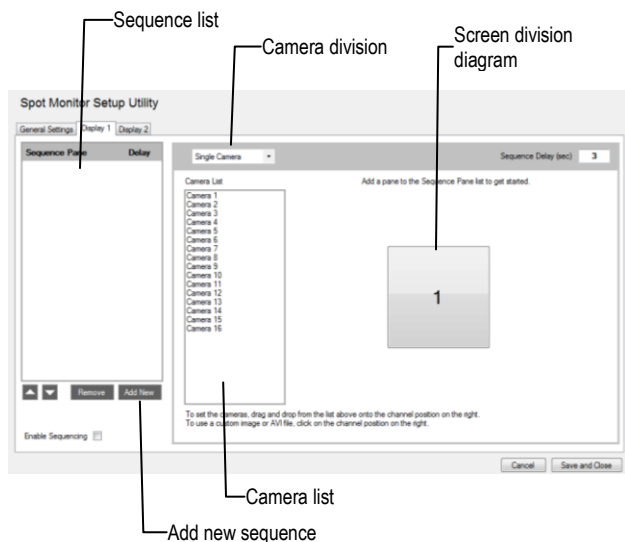 Sequence list
Camera division
Screen division
diagram
Spot Monitor Setup Utility
General Settings Display 1 Display 2
Sequence Pane Delay
Single Camera
Sequence Delay (sec) 3
Camera List
Add a pane to the Sequence Pane list to get started.
Camera 1
Camera 2
Camera 3
Camera 4
Camera 5
Camera 6
Camera 7
Camera 8
Camera 9
Camera 10
Camera 11
Camera 12
Camera 13
Camera 14
Camera 15
Camera 16
1
Remove Add New
To set the cameras, drag and drop from the list above onto the channel position on the right.
To use a custom image or AVI file, click on the channel position on the right.
Enable Sequencing
Cancel Save and Close
Camera list
Add new sequence